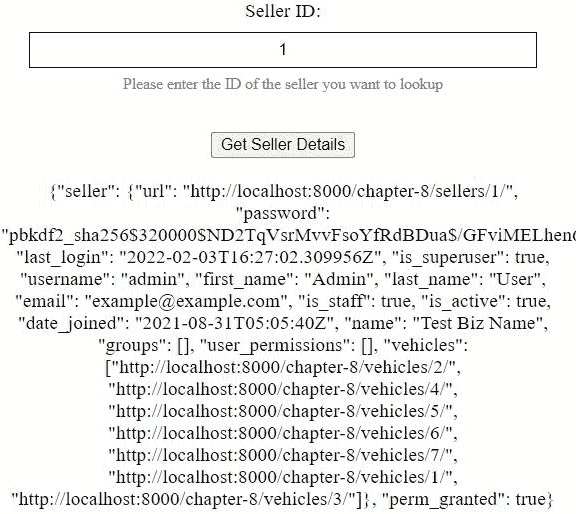 Seller ID:
1
Please enter the ID of the seller you want to lookup
Get Seller Details
{"seller": {"url": "http://localhost:8000/chapter-8/sellers/1/",
"password":
"pbkdf2_sha256$320000$ND2TqVsrMvvFsoYfRdBDua$/GFviMELhen
"last_login": "2022-02-03T16:27:02.309956Z", "is_superuser": true,
"username": "admin", "first_name": "Admin", "last_name": "User",
"email": "example@example.com", "is_staff": true, "is_active": true,
"date_joined": "2021-08-31T05:05:40Z", "name": "Test Biz Name",
"groups": [], "user_permissions": [], "vehicles":
["http://localhost:8000/chapter-8/vehicles/2/",
"http://localhost:8000/chapter-8/vehicles/4/",
"http://localhost:8000/chapter-8/vehicles/5/",
"http://localhost:8000/chapter-8/vehicles/6/",
"http://localhost:8000/chapter-8/vehicles/7/",
"http://localhost:8000/chapter-8/vehicles/1/",
"http://localhost:8000/chapter-8/vehicles/3/"]}, "perm_granted": true}